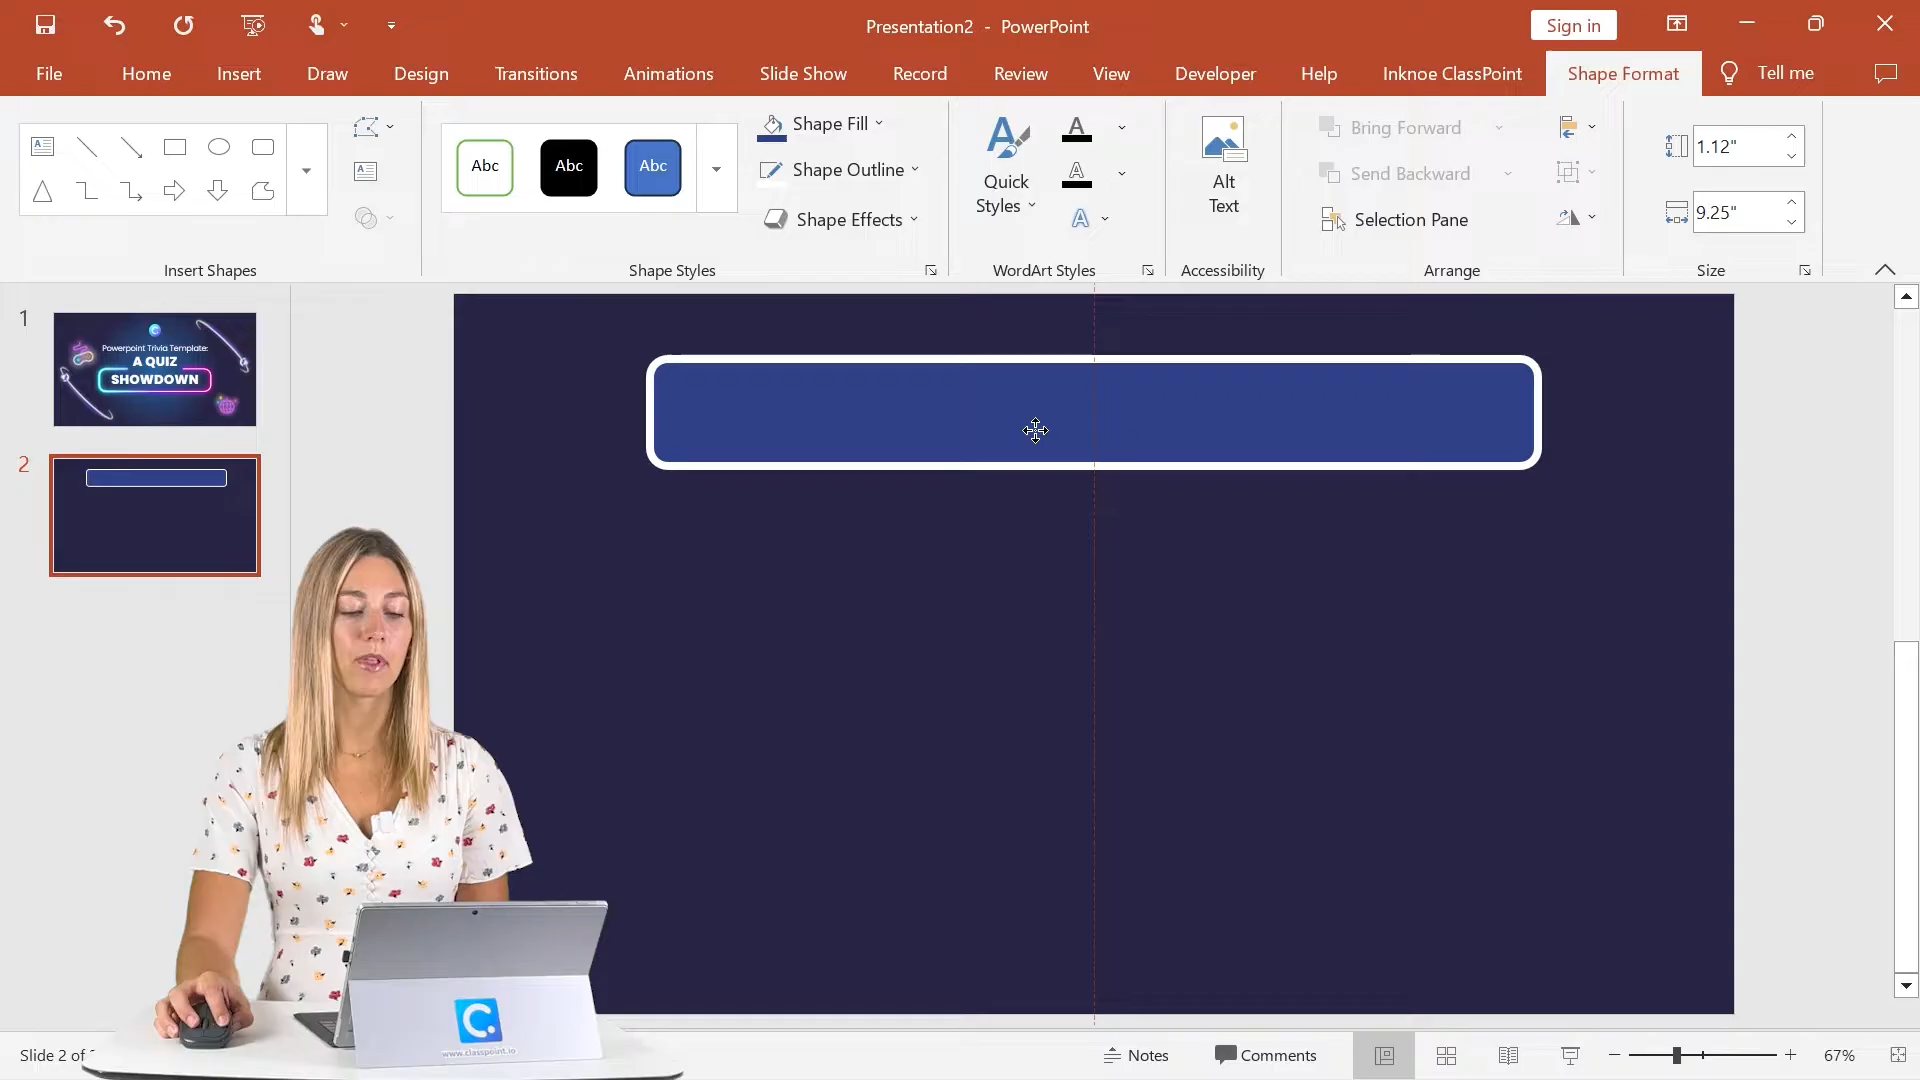 Presentation2 - PowerPoint
Sign in
File Home Insert Draw Design Transitions Animations Slide Show Record Review View Developer Help Inknoe ClassPoint Shape Format Tell me
Abc Abc Abc
Shape Fill
Shape Outline
Shape Effects
Quick
Styles
A
A
A
Alt
Text
Bring Forward
Send Backward
Selection Pane
1.12"
9.25"
Insert Shapes Shape Styles WordArt Styles Accessibility Arrange Size
1
Powerpoint Trivia Template:
A QUIZ
SHOWDOWN
2
C.
www.classpoint.io
Slide 2 of
Notes Comments 67%